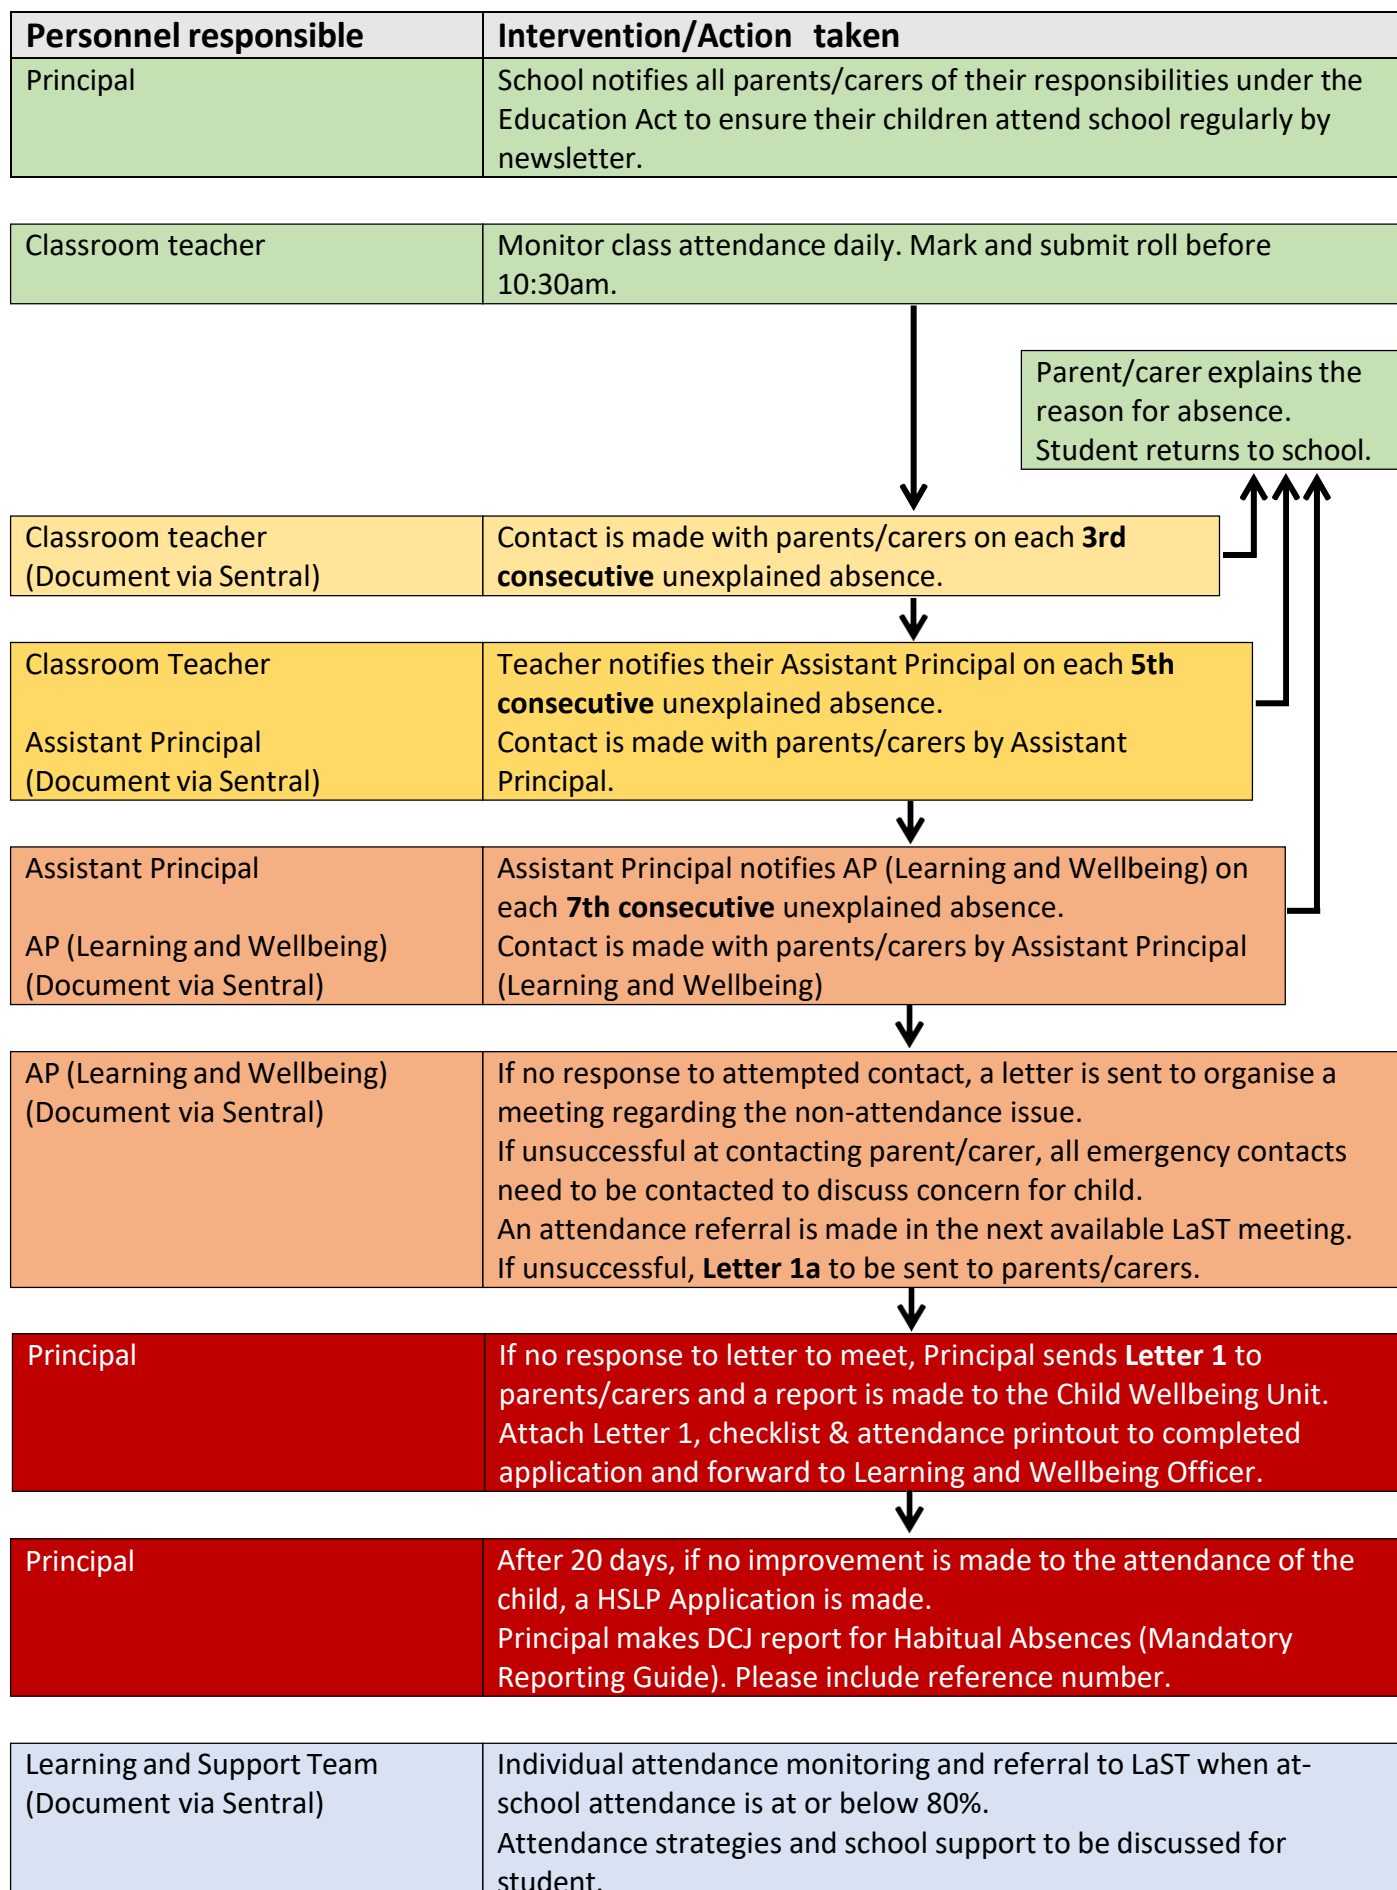 Personnel responsible
Intervention/Action taken
Principal
School notifies all parents/carers of their responsibilities under the
Education Act to ensure their children attend school regularly by
newsletter.
Classroom teacher
Monitor class attendance daily. Mark and submit roll before
10:30am.
Parent/carer explains the
reason for absence.
Student returns to school.
Classroom teacher
(Document via Sentral)
Contact is made with parents/carers on each 3rd
consecutive unexplained absence.
Classroom Teacher
Assistant Principal
(Document via Sentral)
Teacher notifies their Assistant Principal on each 5th
consecutive unexplained absence.
Contact is made with parents/carers by Assistant
Principal.
Assistant Principal
AP (Learning and Wellbeing)
(Document via Sentral)
Assistant Principal notifies AP (Learning and Wellbeing) on
each 7th consecutive unexplained absence.
Contact is made with parents/carers by Assistant Principal
(Learning and Wellbeing)
AP (Learning and Wellbeing)
(Document via Sentral)
If no response to attempted contact, a letter is sent to organise a
meeting regarding the non-attendance issue.
If unsuccessful at contacting parent/carer, all emergency contacts
need to be contacted to discuss concern for child.
An attendance referral is made in the next available LaST meeting.
If unsuccessful, Letter 1a to be sent to parents/carers.
Principal
If no response to letter to meet, Principal sends Letter 1 to
parents/carers and a report is made to the Child Wellbeing Unit.
Attach Letter 1, checklist & attendance printout to completed
application and forward to Learning and Wellbeing Officer.
Principal
After 20 days, if no improvement is made to the attendance of the
child, a HSLP Application is made.
Principal makes DCJ report for Habitual Absences (Mandatory
Reporting Guide). Please include reference number.
Learning and Support Team
(Document via Sentral)
Individual attendance monitoring and referral to LaST when at-
school attendance is at or below 80%.
Attendance strategies and school support to be discussed for
student.